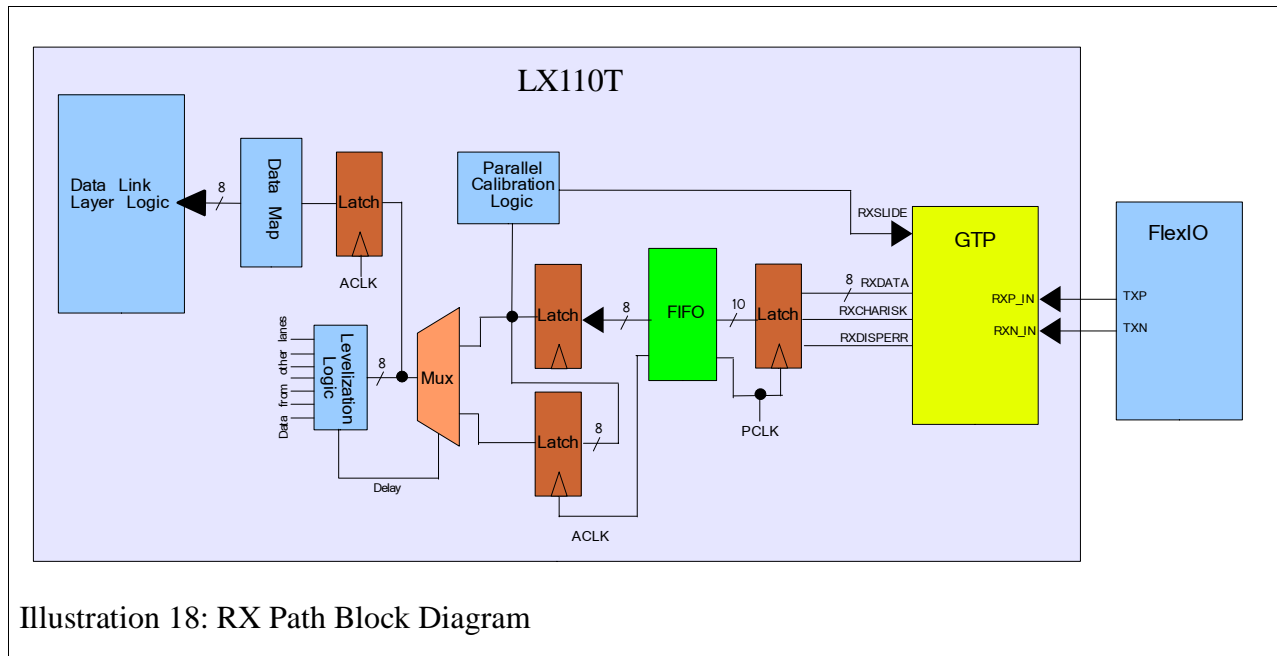 LX110T
Data Link
Layer Logic
8
Data Map
Latch
ACLK
Parallel
Calibration
Logic
RXSLIDE
GTP
FlexIO
RXP_IN
RXN_IN
TXP
TXN
8
RXDATA
RXCHARISK
RXDISPERR
Latch
10
FIFO
8
Latch
PCLK
Data from
other lanes
Levelization
Logic
8
Mux
Latch
8
Delay
ACLK
Illustration 18: RX Path Block Diagram